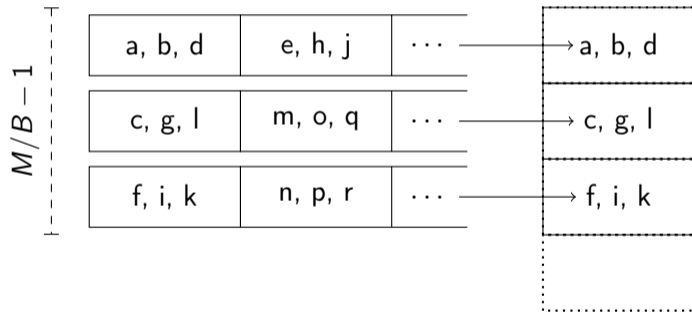 a, b, d e, h, j ··· a, b, d
c, g, l m, o, q ··· c, g, l
f, i, k n, p, r ··· f, i, k
M/B − 1